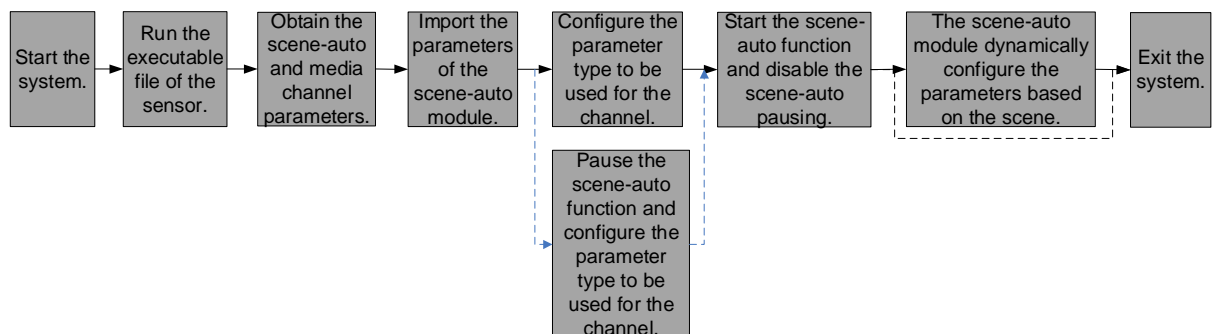 Start the
system.
Run the
executable
file of the
sensor.
Obtain the
scene-auto
and media
channel
parameters.
Import the
parameters
of the
scene-auto
module.
Configure the
parameter
type to be
used for the
channel.
Start the scene-
auto function
and disable the
scene-auto
pausing.
The scene-auto
module dynamically
configure the
parameters based
on the scene.
Exit the
system.
Pause the
scene-auto
function and
configure the
parameter
type to be
used for the
channel.